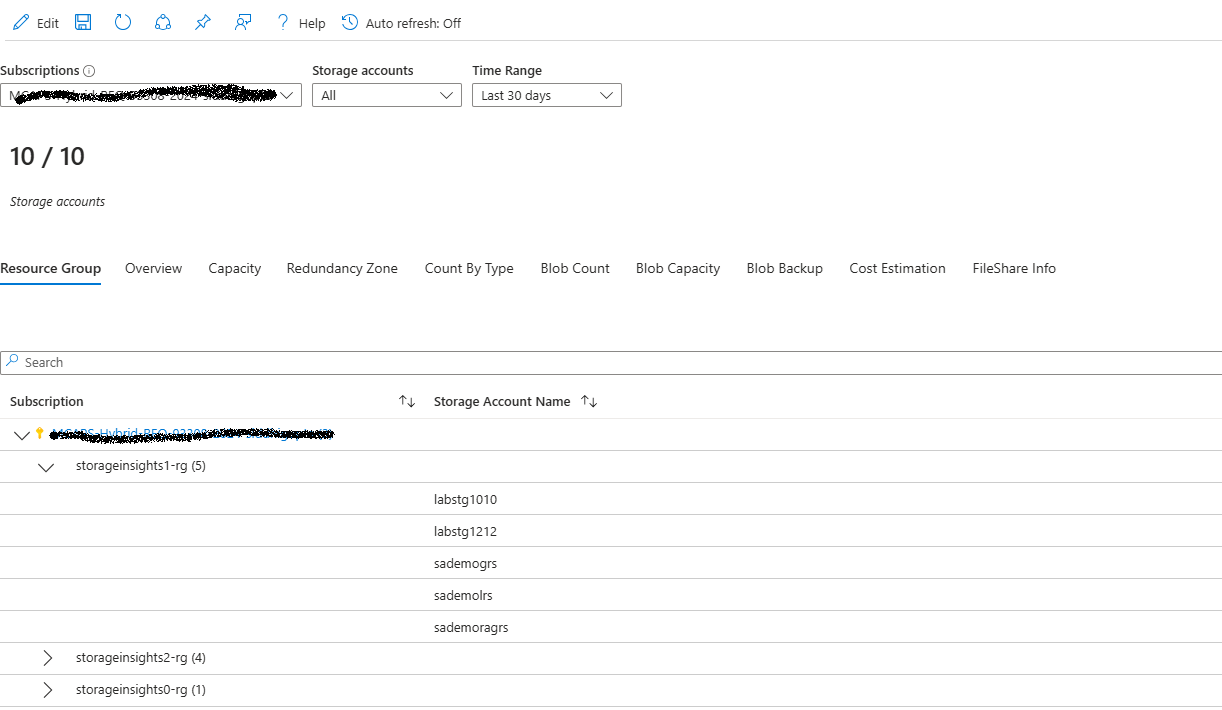 Edit Help Auto refresh: Off
Subscriptions Storage accounts Time Range
All Last 30 days
10 / 10
Storage accounts
Resource Group Overview Capacity Redundancy Zone Count By Type Blob Count Blob Capacity Blob Backup Cost Estimation FileShare Info
Search
Subscription Storage Account Name
storageinsights1-rg (5)
labstg1010
labstg1212
sademogrs
sademolrs
sademoragrs
storageinsights2-rg (4)
storageinsights0-rg (1)